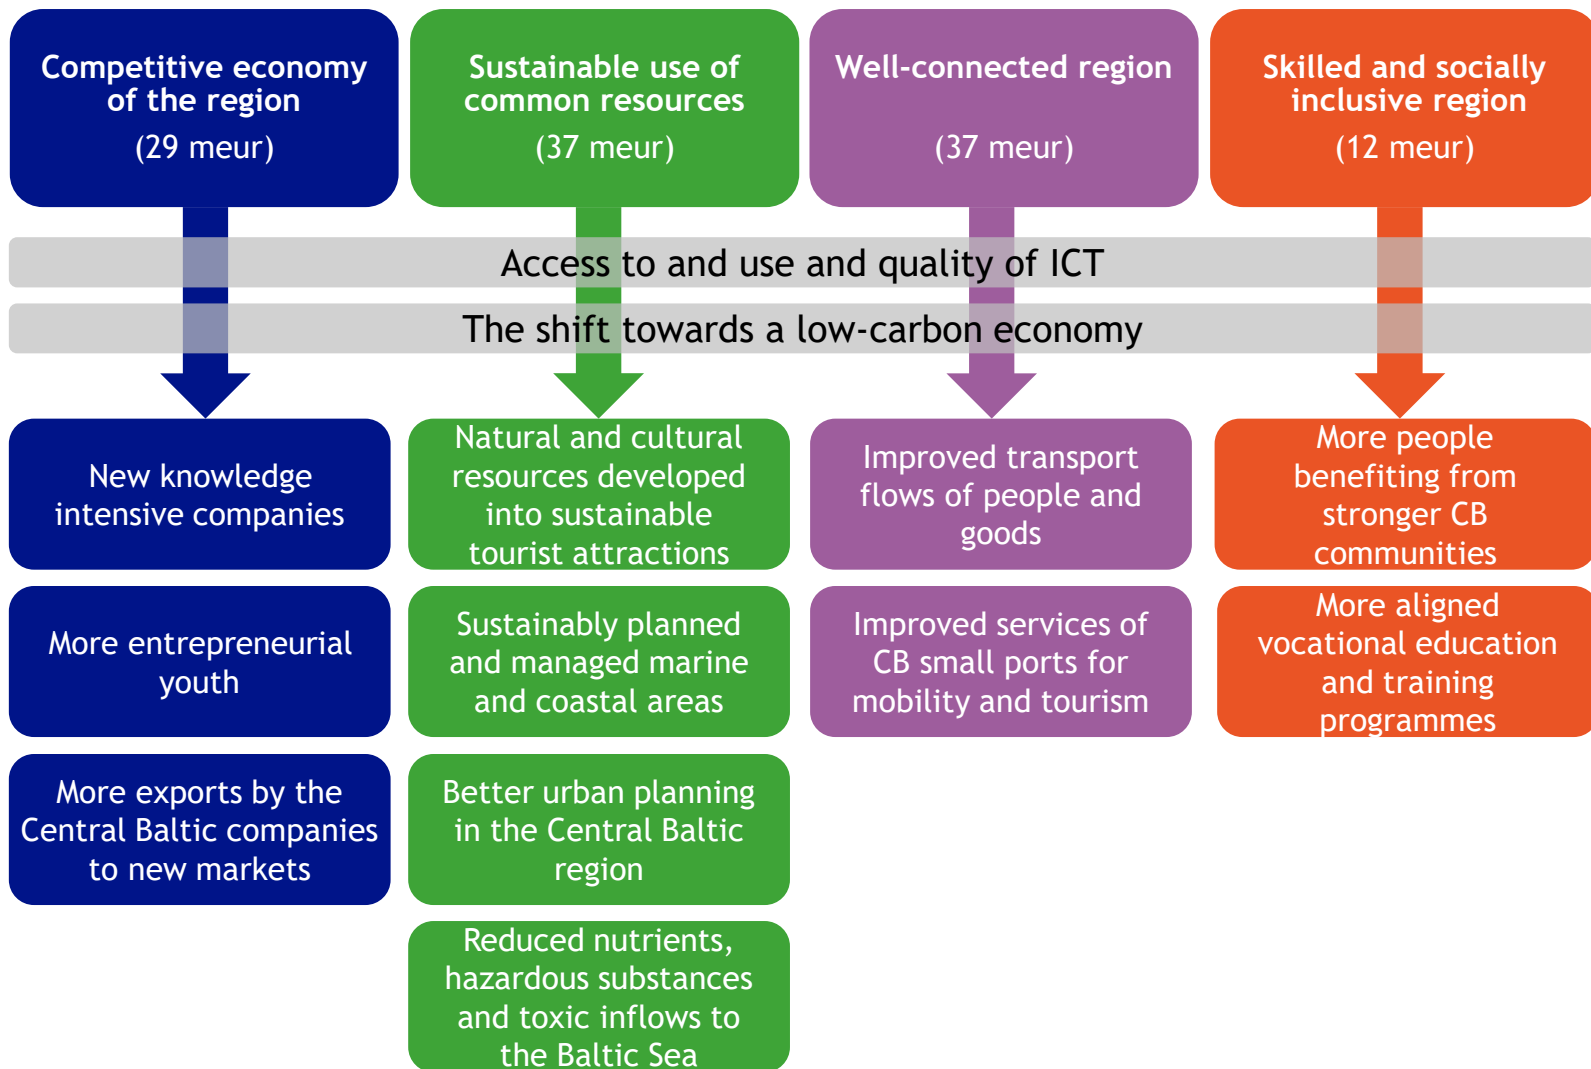 Competitive economy
of the region
(29 meur)
Sustainable use of
common resources
(37 meur)
Well-connected region
(37 meur)
Skilled and socially
inclusive region
(12 meur)
Access to and use and quality of ICT
The shift towards a low-carbon economy
New knowledge
intensive companies
More entrepreneurial
youth
More exports by the
Central Baltic companies
to new markets
Natural and cultural
resources developed
into sustainable
tourist attractions
Sustainably planned
and managed marine
and coastal areas
Better urban planning
in the Central Baltic
region
Reduced nutrients,
hazardous substances
and toxic inflows to
the Baltic Sea
Improved transport
flows of people and
goods
Improved services of
CB small ports for
mobility and tourism
More people
benefiting from
stronger CB
communities
More aligned
vocational education
and training
programmes